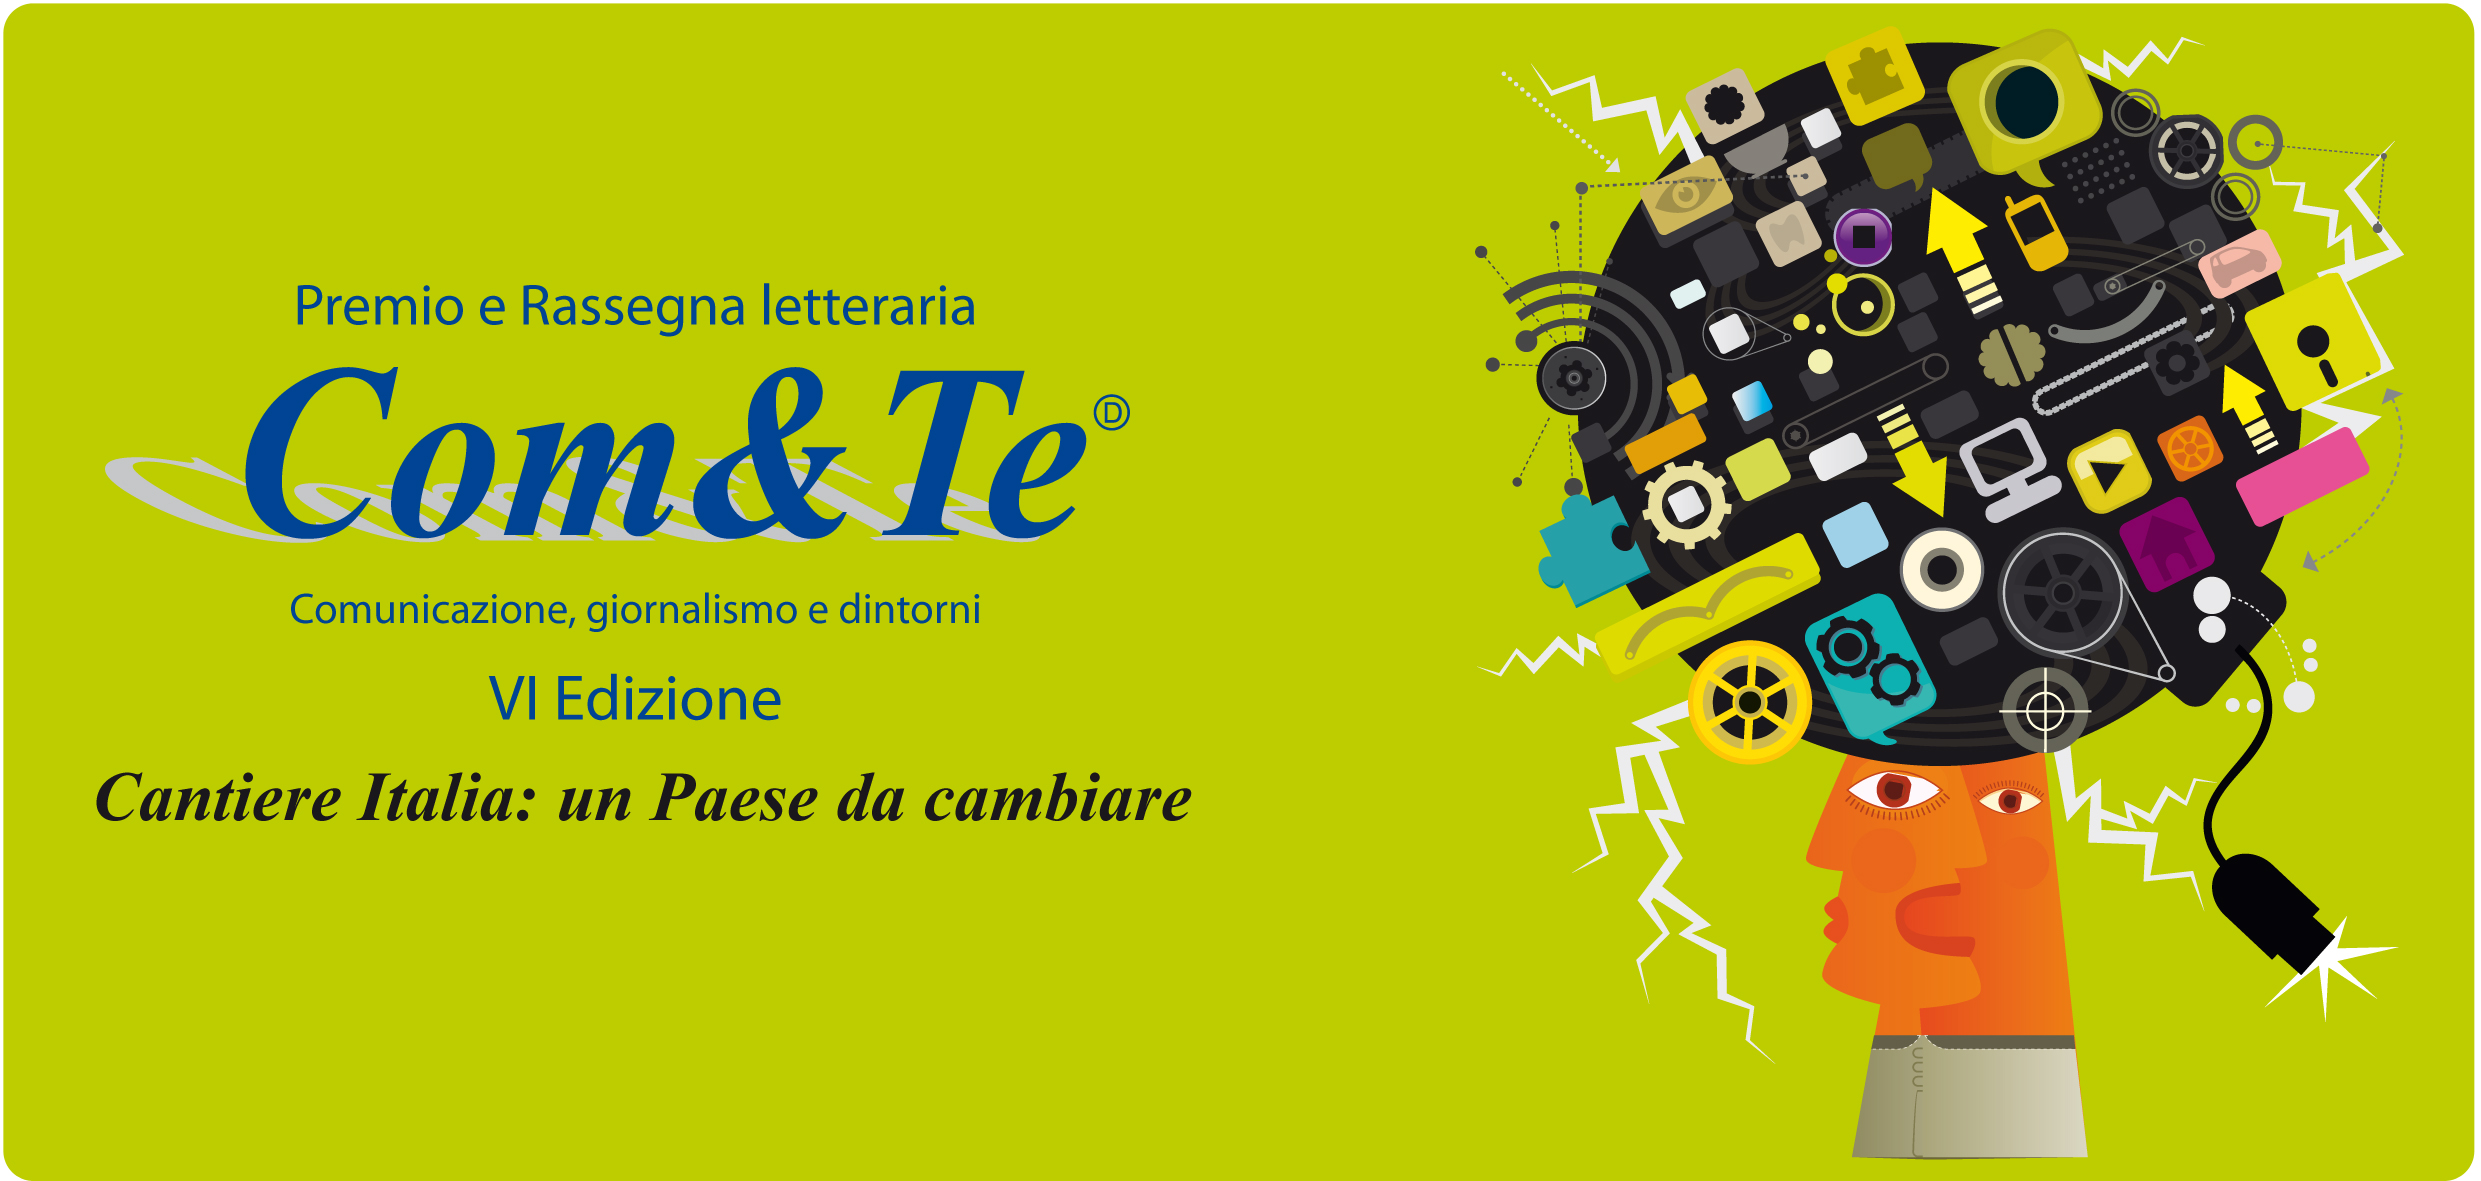 Premio e Rassegna letteraria
Com&Te Ⓓ
Comunicazione, giornalismo e dintorni
VI Edizione
Cantiere Italia: un Paese da cambiare